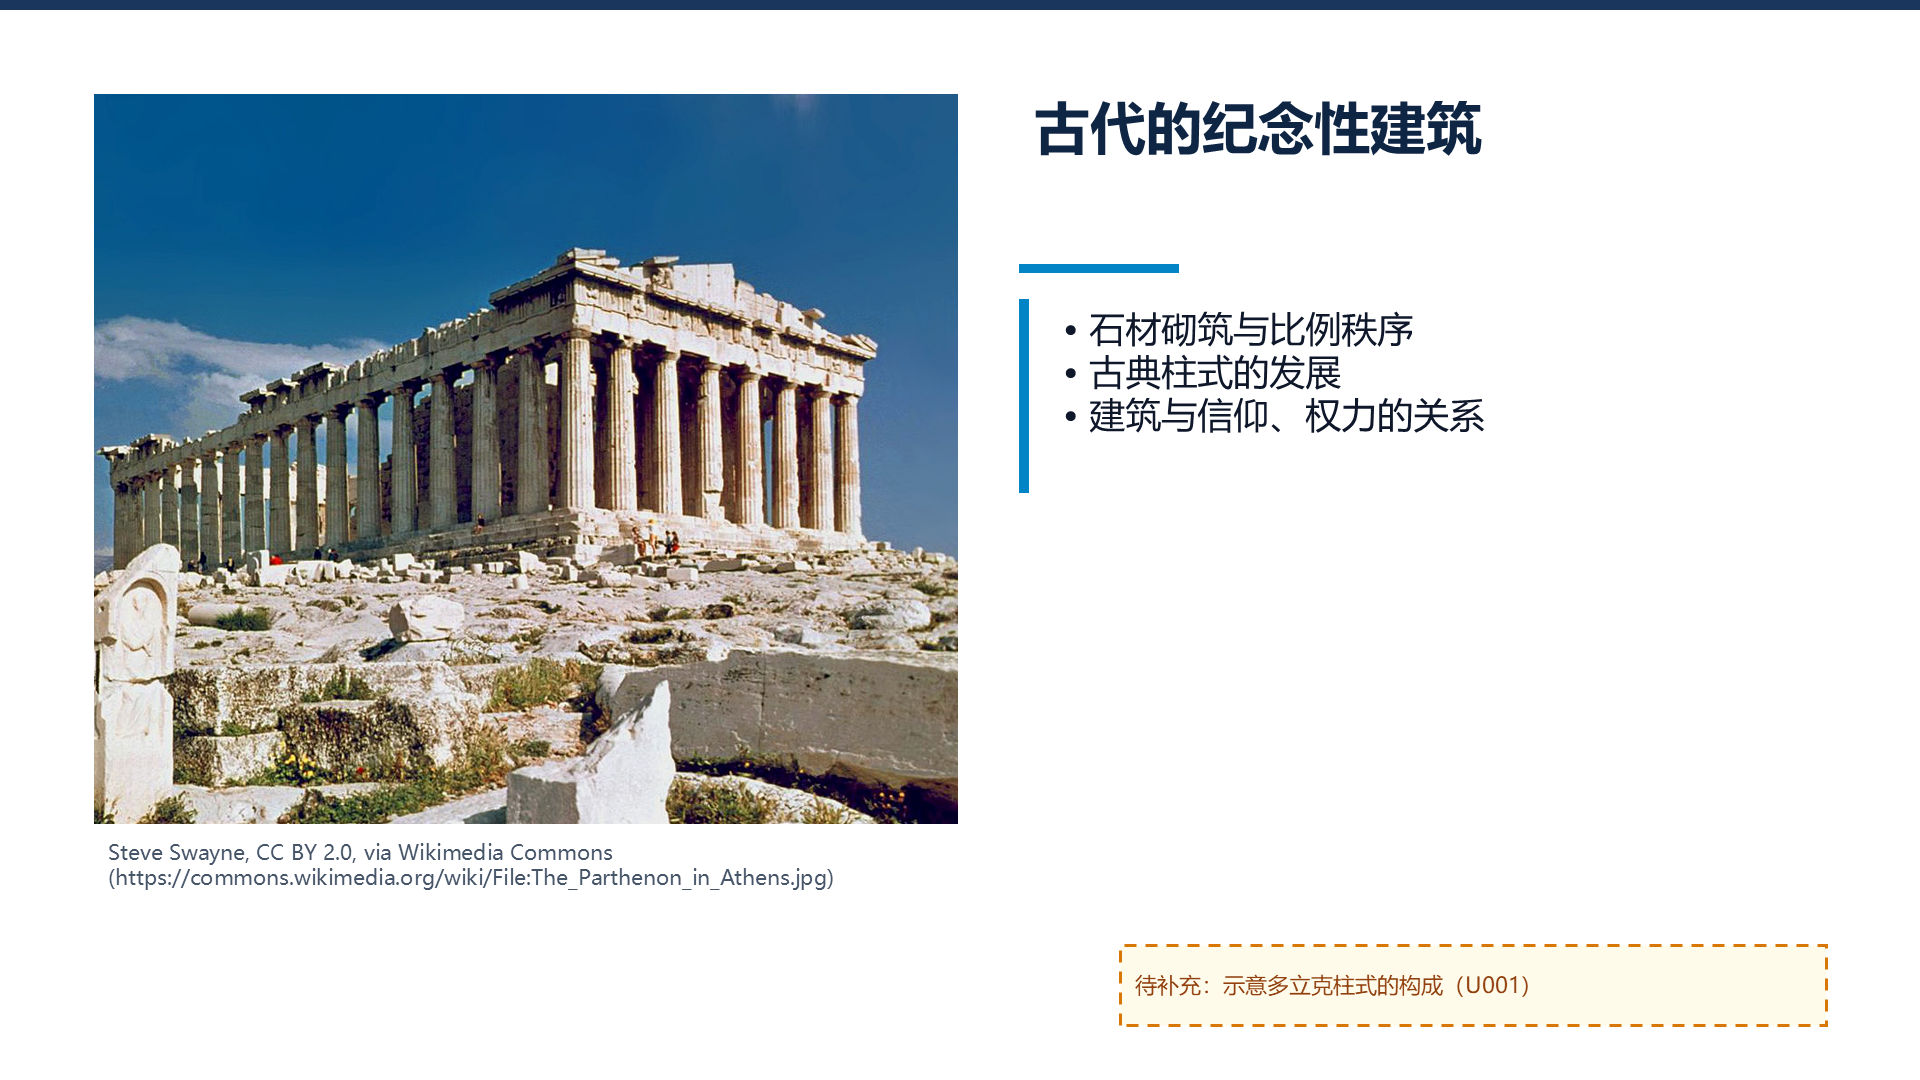 古代的纪念性建筑
• 石材砌筑与比例秩序
• 古典柱式的发展
• 建筑与信仰、权力的关系
Steve Swayne, CC BY 2.0, via Wikimedia Commons
(https://commons.wikimedia.org/wiki/File:The_Parthenon_in_Athens.jpg)
待补充：示意多立克柱式的构成（U001）